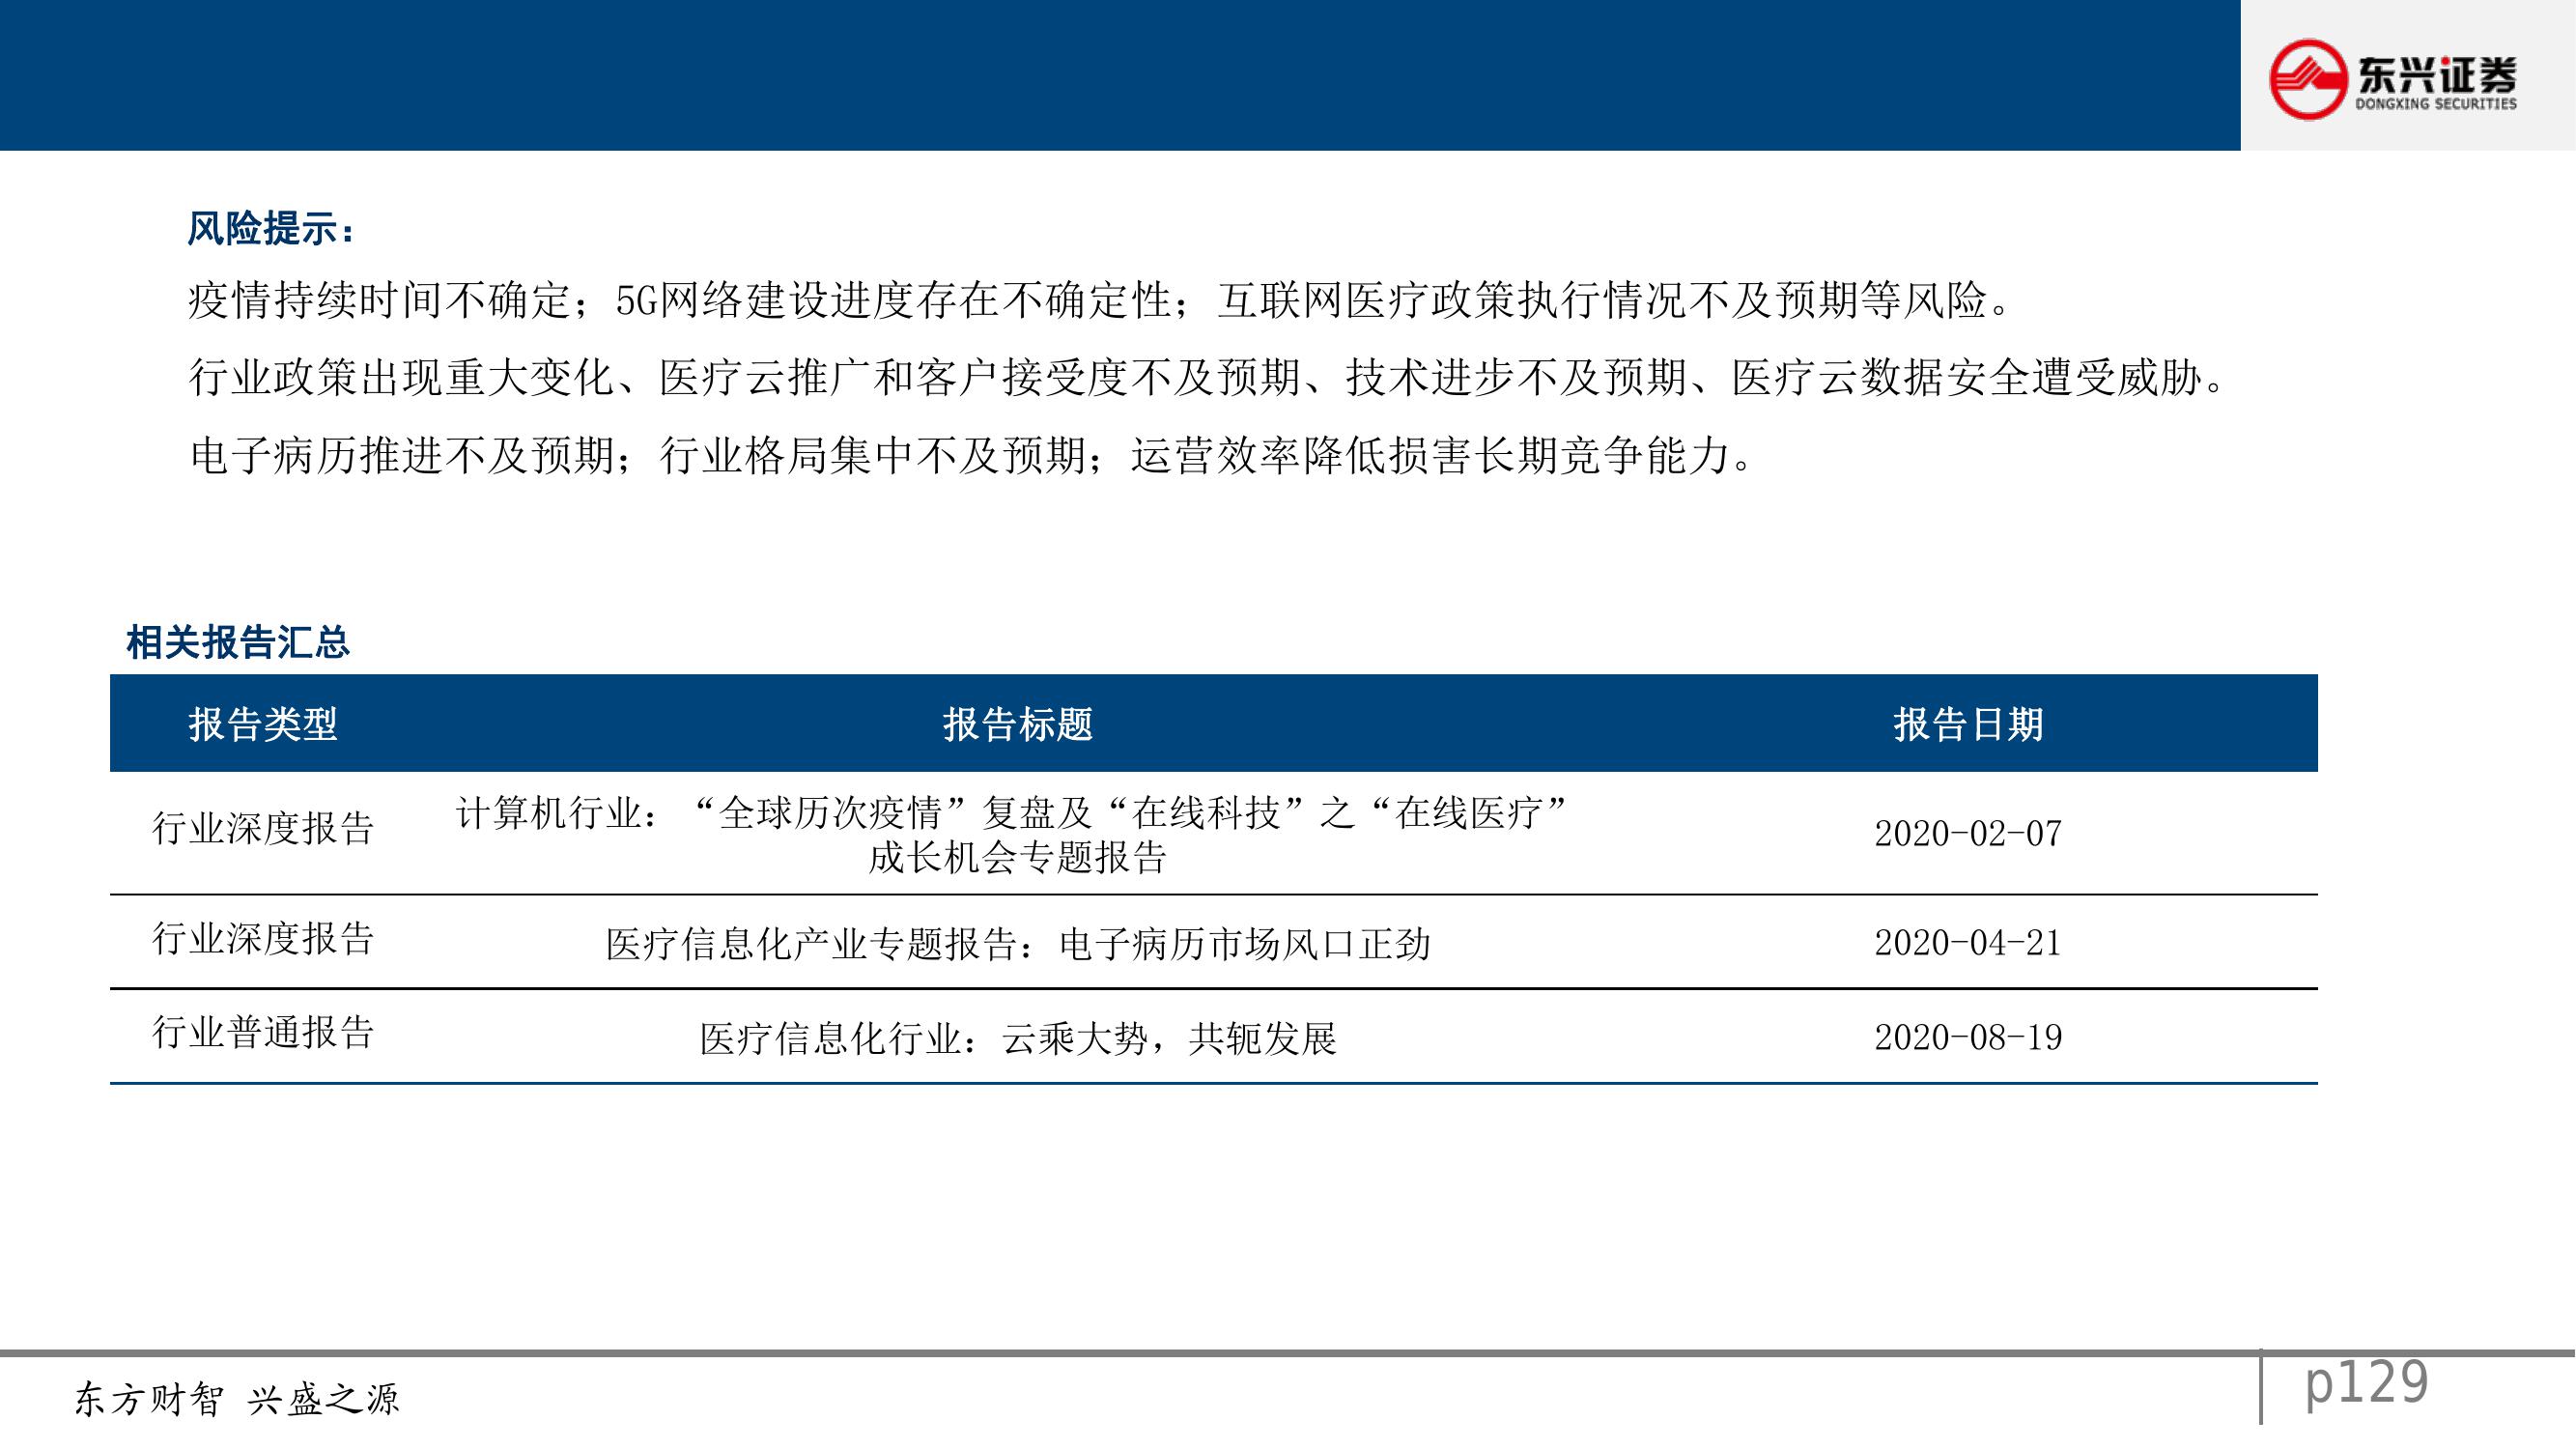 东兴证券
DONGXING SECURITIES
风险提示：
疫情持续时间不确定；5G网络建设进度存在不确定性；互联网医疗政策执行情况不及预期等风险。
行业政策出现重大变化、医疗云推广和客户接受度不及预期、技术进步不及预期、医疗云数据安全遭受威胁。
电子病历推进不及预期；行业格局集中不及预期；运营效率降低损害长期竞争能力。
相关报告汇总
报告类型 报告标题 报告日期
行业深度报告 计算机行业：“全球历次疫情”复盘及“在线科技”之“在线医疗”
成长机会专题报告 2020-02-07
行业深度报告 医疗信息化产业专题报告：电子病历市场风口正劲 2020-04-21
行业普通报告 医疗信息化行业：云乘大势，共轭发展 2020-08-19
东方财智 兴盛之源
p129